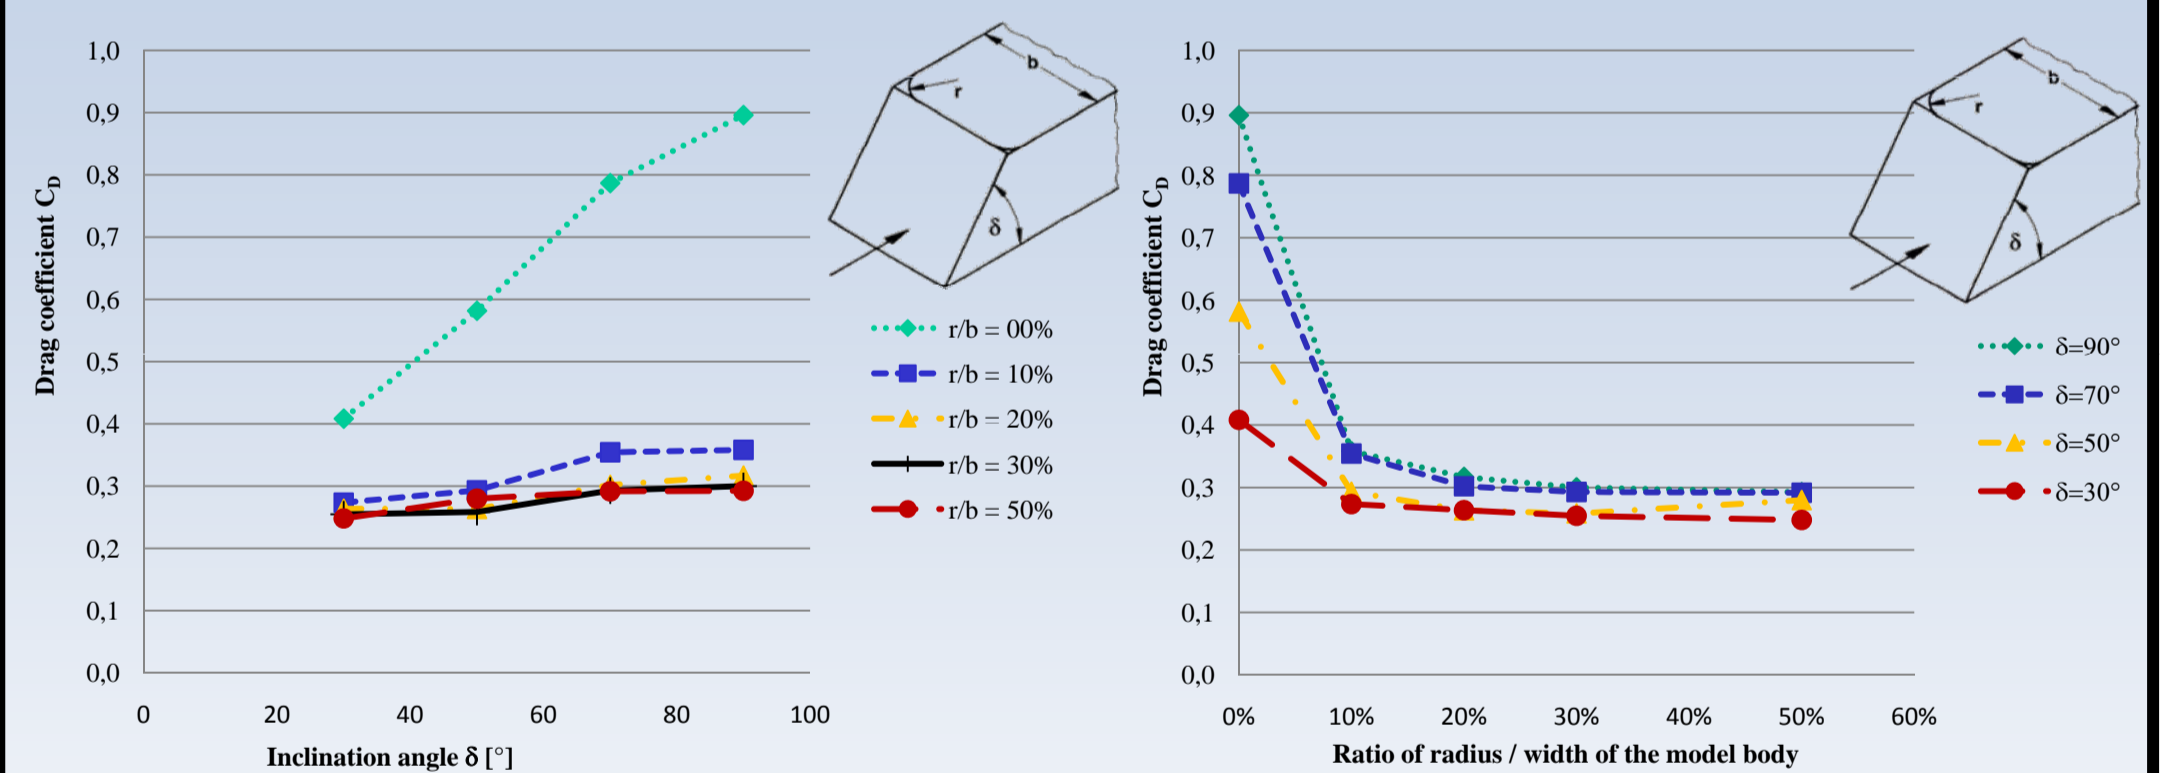 1,0
0,9
0,8
0,7
0,6
0,5
0,4
0,3
0,2
0,1
0,0
Drag coefficient C_D
0 20 40 60 80 100
Inclination angle δ [°]
b
r
δ
r/b = 00%
r/b = 10%
r/b = 20%
r/b = 30%
r/b = 50%
1,0
0,9
0,8
0,7
0,6
0,5
0,4
0,3
0,2
0,1
0,0
Drag coefficient C_D
0% 10% 20% 30% 40% 50% 60%
Ratio of radius / width of the model body
b
r
δ
δ=90°
δ=70°
δ=50°
δ=30°